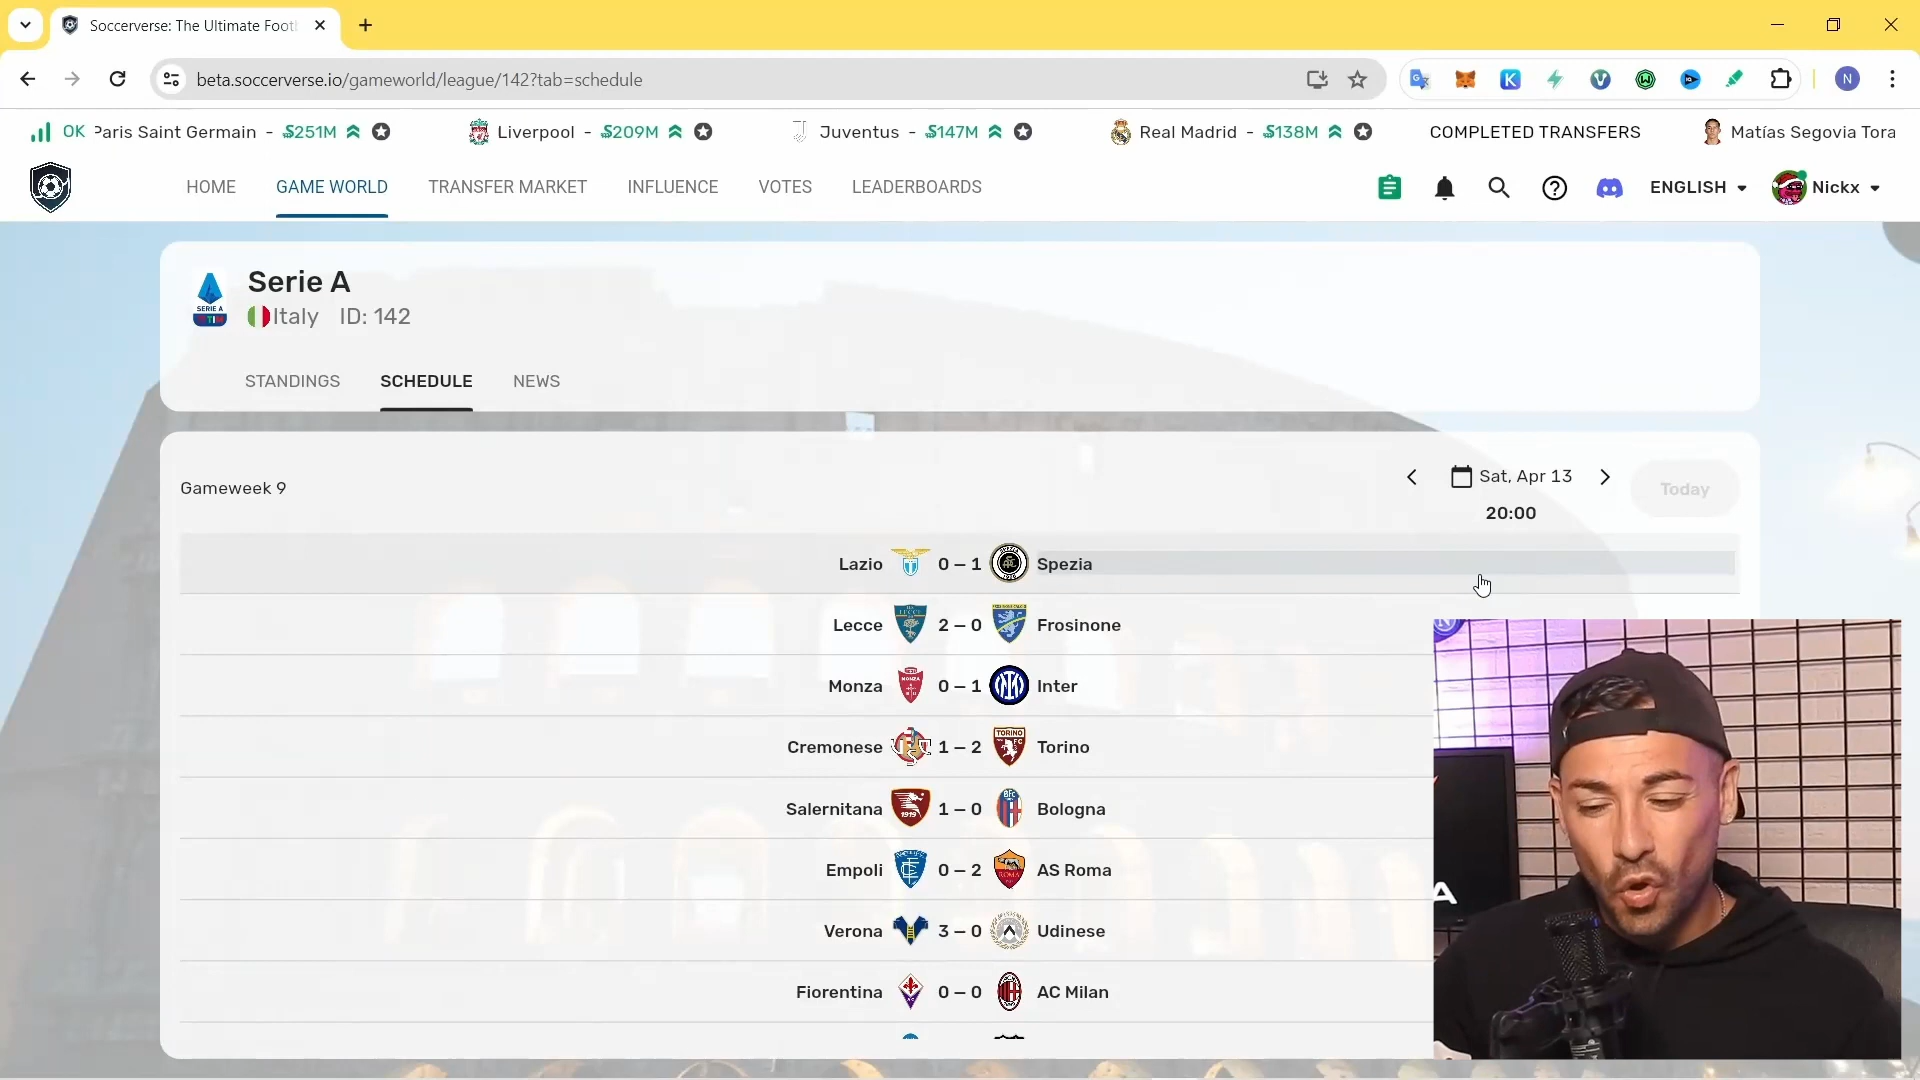 Soccerverse: The Ultimate Foot
beta.soccerverse.io/gameworld/league/142?tab=schedule
OK Paris Saint Germain - $251M Liverpool - $209M Juventus - $147M Real Madrid - $138M COMPLETED TRANSFERS Matías Segovia Tora
HOME GAME WORLD TRANSFER MARKET INFLUENCE VOTES LEADERBOARDS ENGLISH Nickx
Serie A
Italy ID: 142
STANDINGS SCHEDULE NEWS
Gameweek 9
Sat, Apr 13
Today
20:00
Lazio 0 – 1 Spezia
Lecce 2 – 0 Frosinone
Monza 0 – 1 Inter
Cremonese 1 – 2 Torino
Salernitana 1 – 0 Bologna
Empoli 0 – 2 AS Roma
Verona 3 – 0 Udinese
Fiorentina 0 – 0 AC Milan